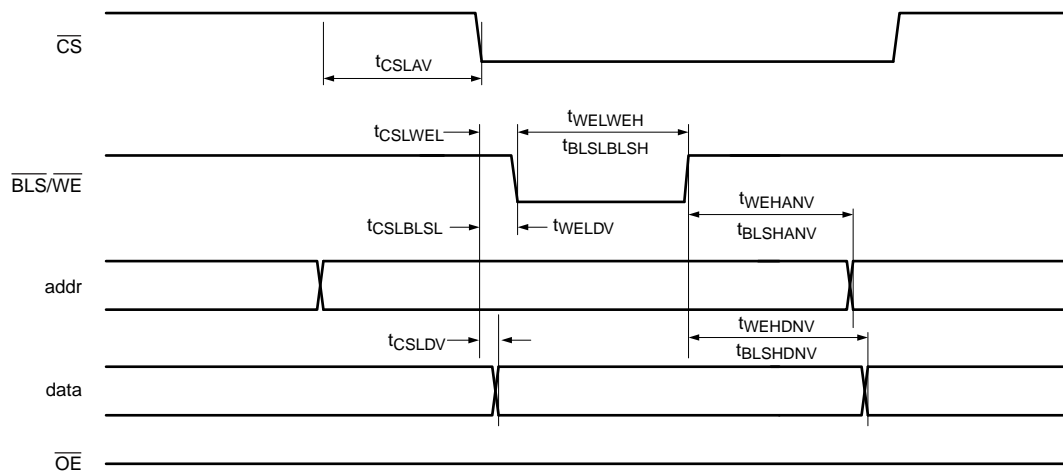 CS
tCSLAV
tCSLWEL
tWELWEH
tBLSLBLSH
BLS/WE
tCSLBLSL
tWELDV
tWEHANV
tBLSHANV
addr
tCSLDV
tWEHDNV
tBLSHDNV
data
OE